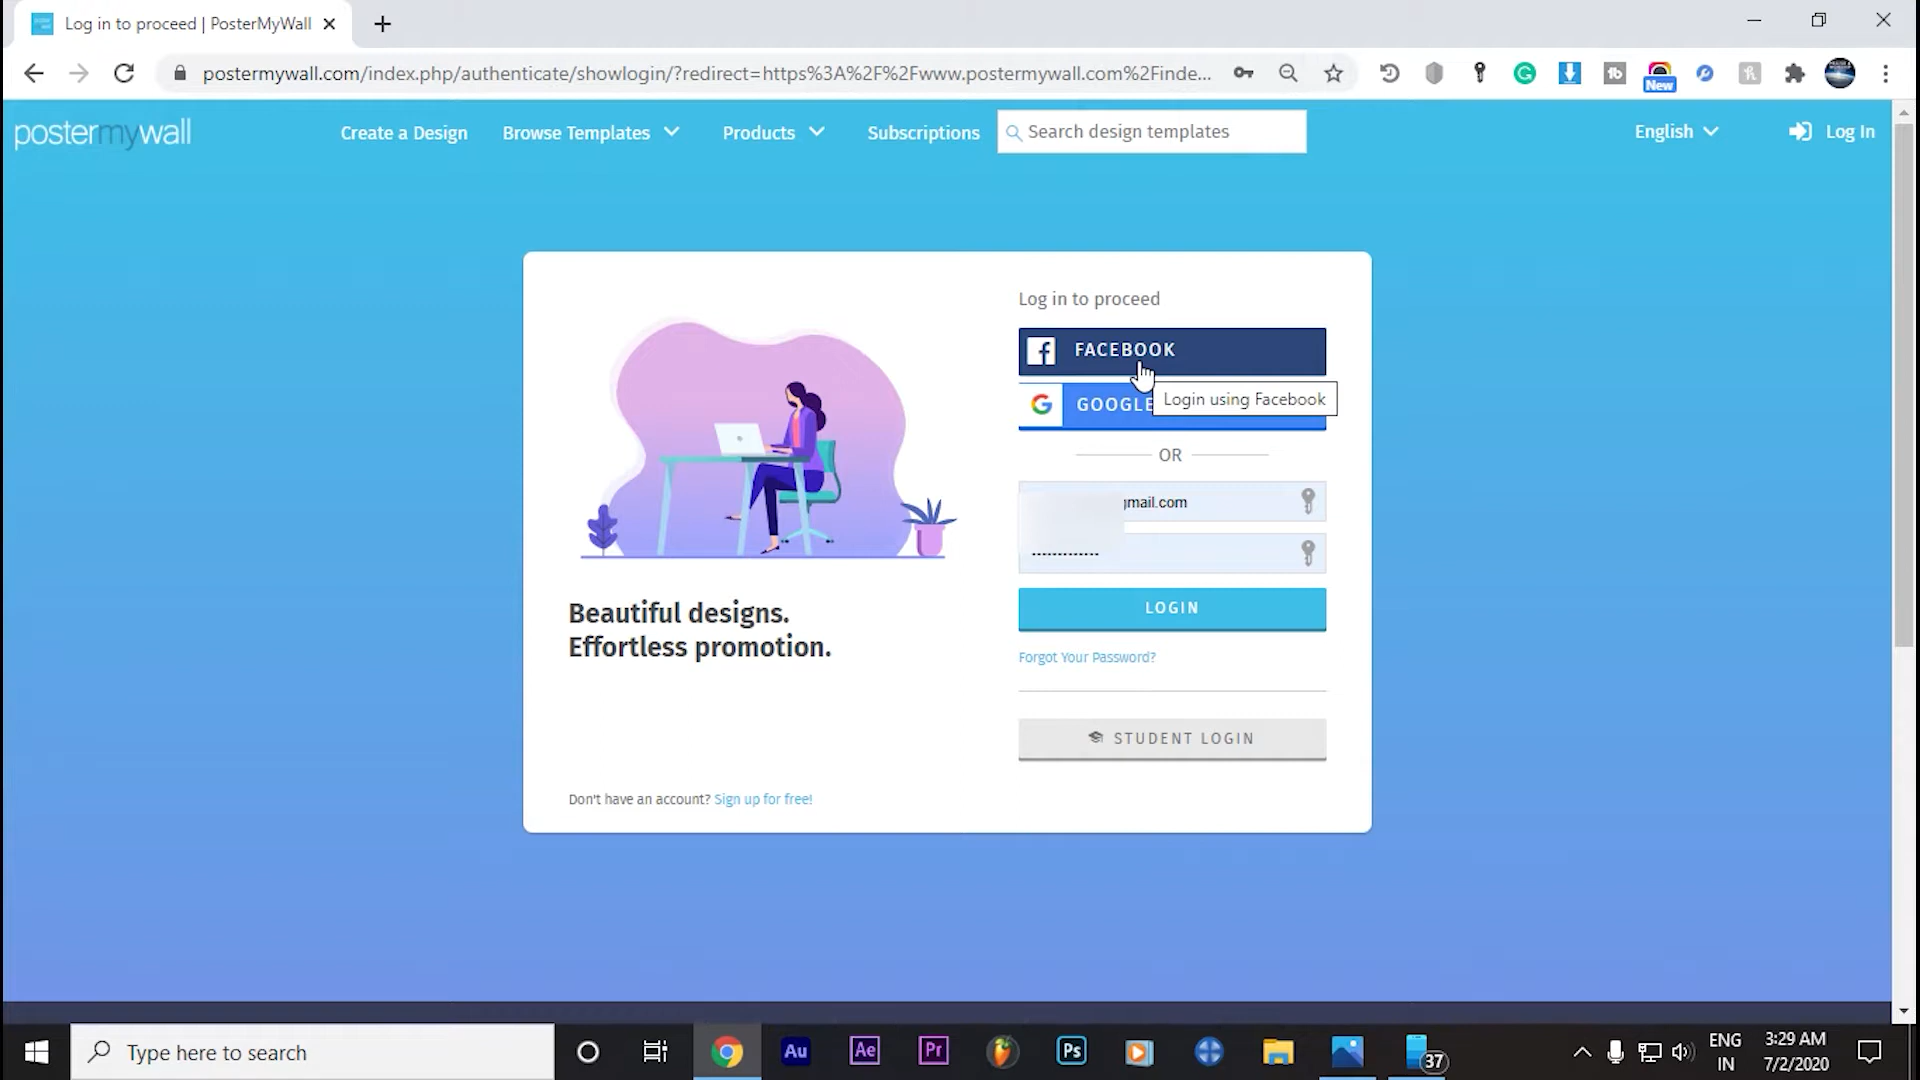 Log in to proceed | PosterMyWall
postermywall.com/index.php/authenticate/showlogin/?redirect=https%3A%2F%2Fwww.postermywall.com%2Finde...
New
postermywall
Create a Design
Browse Templates
Products
Subscriptions
Search design templates
English
Log In
Log in to proceed
FACEBOOK
GOOGLE
Login using Facebook
OR
gmail.com
LOGIN
Forgot Your Password?
STUDENT LOGIN
Beautiful designs.
Effortless promotion.
Don't have an account? Sign up for free!
Type here to search
Au
Ae
Pr
Ps
37
ENG
IN
3:29 AM
7/2/2020